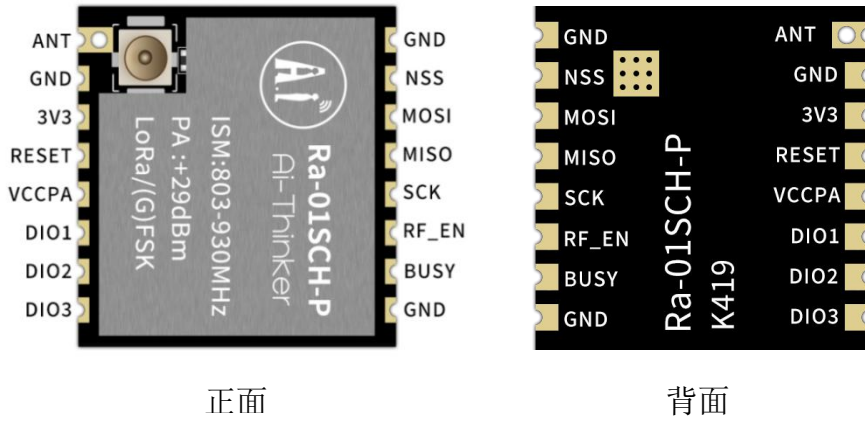 ANT
GND
3V3
RESET
VCCPA
DIO1
DIO2
DIO3
Ai
Ra-01SCH-P
Ai-Thinker
ISM:803-930MHz
PA :+29dBm
LoRa/(G)FSK
GND
NSS
MOSI
MISO
SCK
RF_EN
BUSY
GND
正面
GND
NSS
MOSI
MISO
SCK
RF_EN
BUSY
GND
Ra-01SCH-P
K419
ANT
GND
3V3
RESET
VCCPA
DIO1
DIO2
DIO3
背面